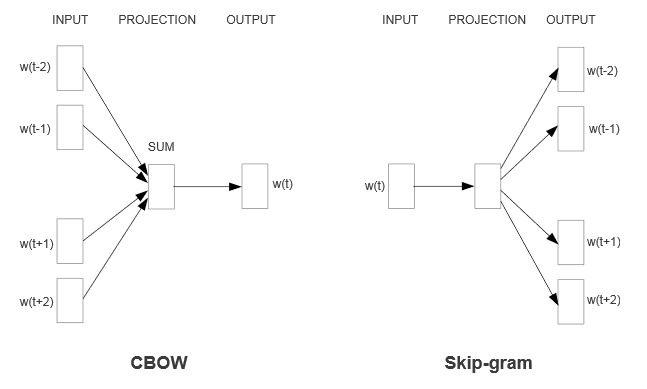 INPUT PROJECTION OUTPUT
w(t-2)
w(t-1)
SUM
w(t)
w(t+1)
w(t+2)
CBOW
INPUT PROJECTION OUTPUT
w(t-2)
w(t-1)
w(t)
w(t+1)
w(t+2)
Skip-gram